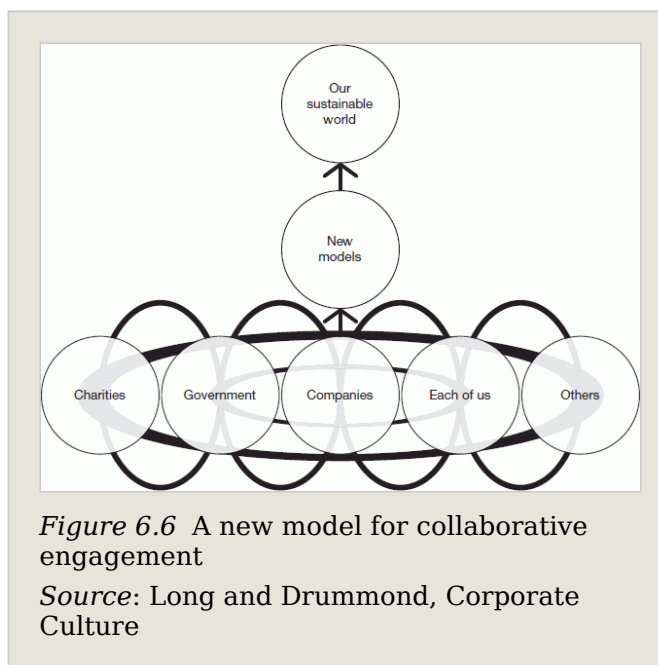 Our
sustainable
world
New
models
Charities
Government
Companies
Each of us
Others
Figure 6.6 A new model for collaborative
engagement
Source: Long and Drummond, Corporate
Culture